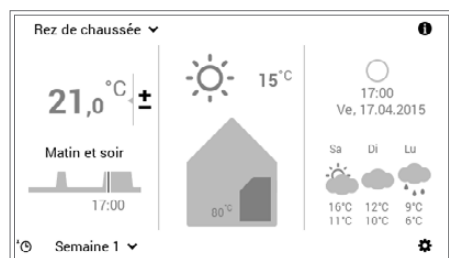 Rez de chaussée
21,0 °C
±
Matin et soir
17:00
Semaine 1
15°C
80°C
17:00
Ve, 17.04.2015
Sa Di Lu
16°C 12°C 9°C
11°C 10°C 6°C